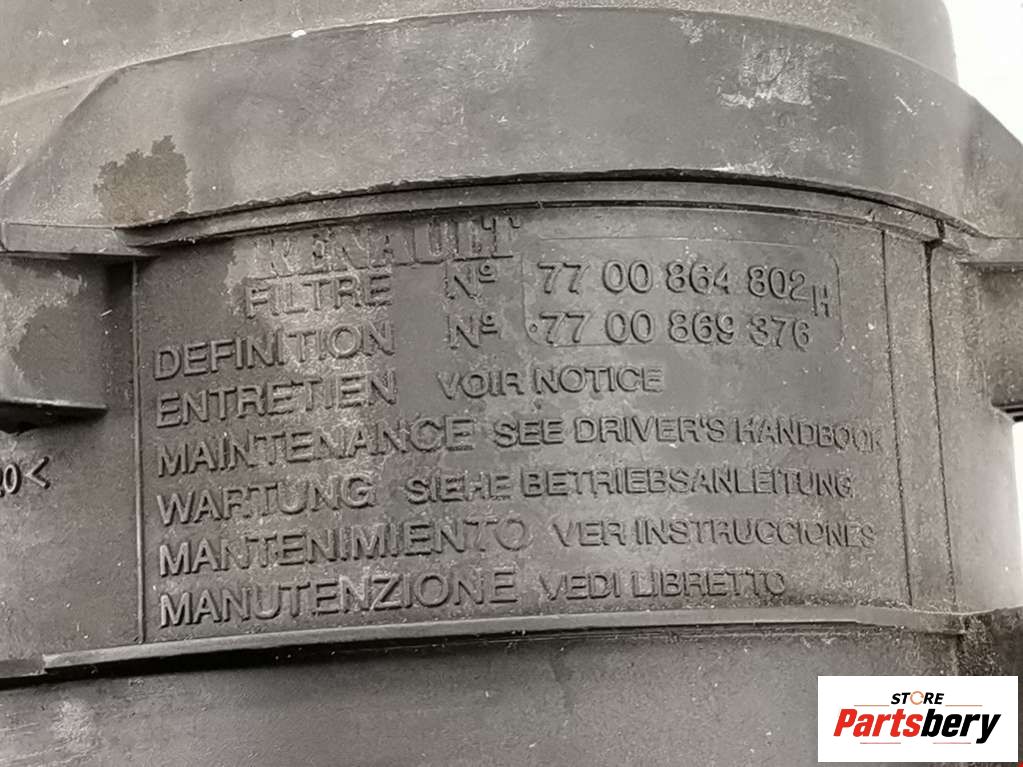 RENAULT
FILTRE Nº 77 00 864 802 H
DEFINITION Nº .77 00 869 376
ENTRETIEN VOIR NOTICE
MAINTENANCE SEE DRIVER'S HANDBOOK
WARTUNG SIEHE BETRIEBSANLEITUNG
MANTENIMIENTO VER INSTRUCCIONES
MANUTENZIONE VEDI LIBRETTO
20<
STORE
Partsbery